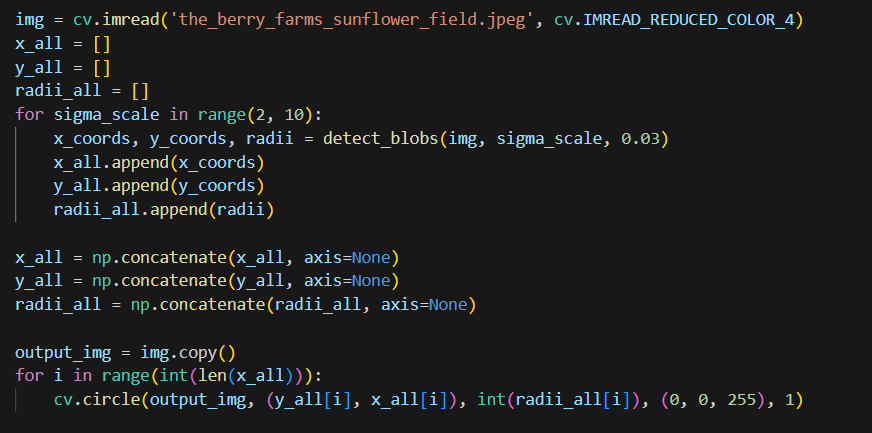 img = cv.imread('the_berry_farms_sunflower_field.jpeg', cv.IMREAD_REDUCED_COLOR_4)
x_all = []
y_all = []
radii_all = []
for sigma_scale in range(2, 10):
    x_coords, y_coords, radii = detect_blobs(img, sigma_scale, 0.03)
    x_all.append(x_coords)
    y_all.append(y_coords)
    radii_all.append(radii)

x_all = np.concatenate(x_all, axis=None)
y_all = np.concatenate(y_all, axis=None)
radii_all = np.concatenate(radii_all, axis=None)

output_img = img.copy()
for i in range(int(len(x_all))):
    cv.circle(output_img, (y_all[i], x_all[i]), int(radii_all[i]), (0, 0, 255), 1)